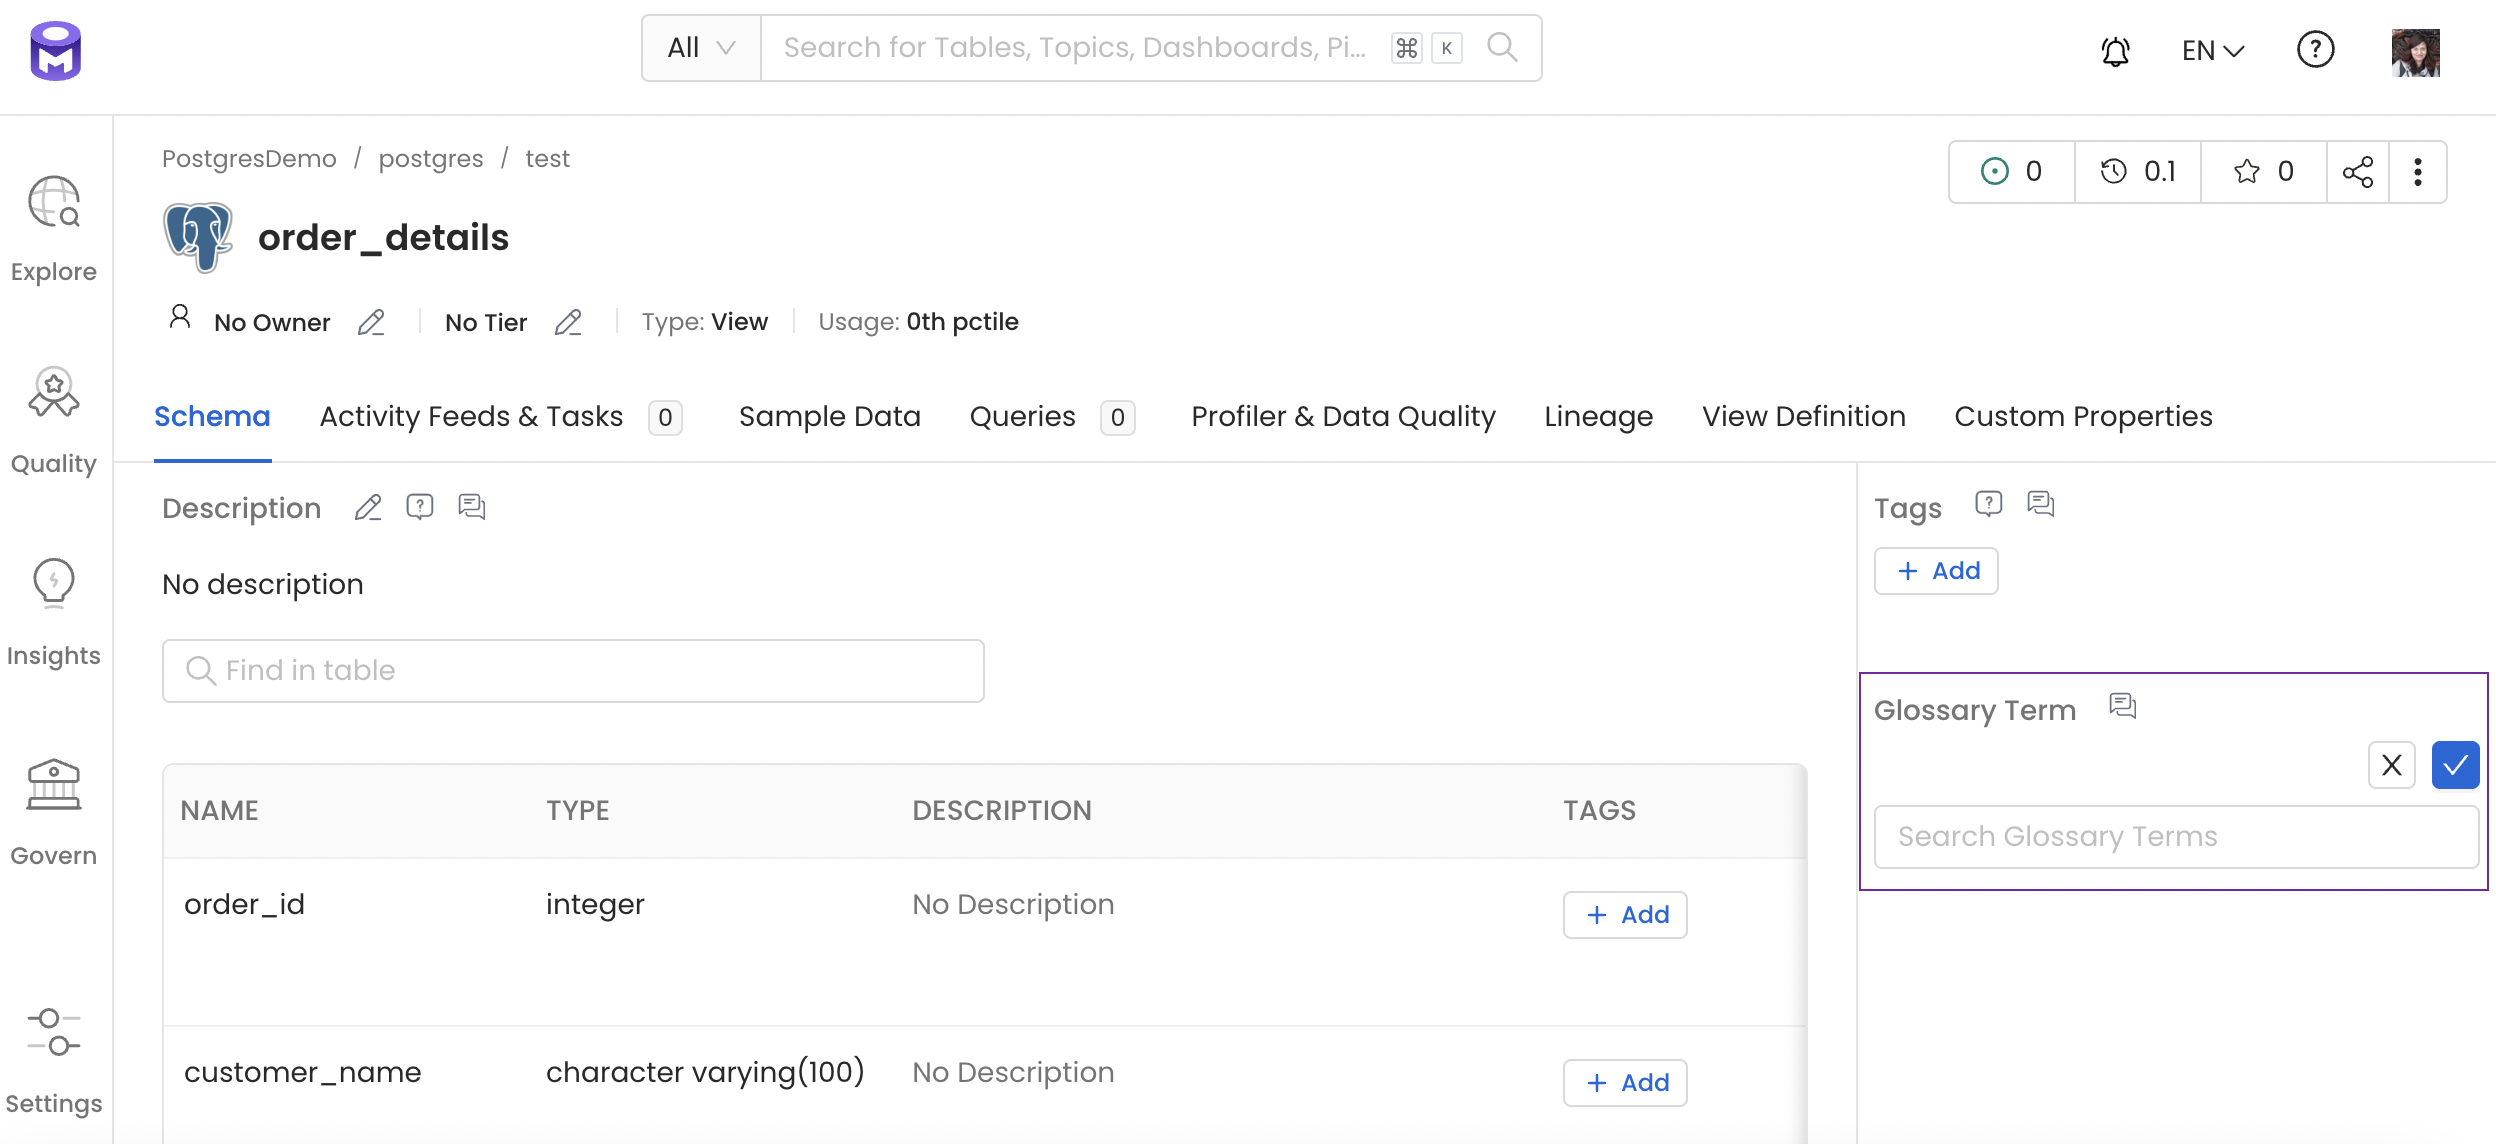 All
Search for Tables, Topics, Dashboards, Pi...
⌘ K
EN
?
PostgresDemo / postgres / test
0
0.1
0
order_details
No Owner
No Tier
Type: View
Usage: 0th pctile
Schema
Activity Feeds & Tasks 0
Sample Data
Queries 0
Profiler & Data Quality
Lineage
View Definition
Custom Properties
Explore
Quality
Insights
Govern
Settings
Description
No description
Find in table
NAME TYPE DESCRIPTION TAGS
order_id integer No Description + Add
customer_name character varying(100) No Description + Add
Tags
+ Add
Glossary Term
X
Search Glossary Terms